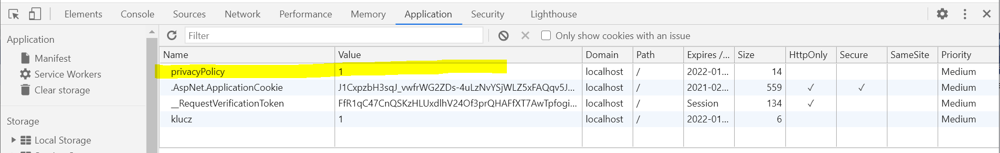 Elements Console Sources Network Performance Memory Application Security Lighthouse
Application
Filter
Only show cookies with an issue
Manifest
Service Workers
Clear storage
Storage
Local Storage
Name Value Domain Path Expires /... Size HttpOnly Secure SameSite Priority
privacyPolicy 1 localhost / 2022-01... 14 Medium
.AspNet.ApplicationCookie J1CxpzbH3sqJ_vwfrWG2ZDs-4uLzNvYSjWLZ5xFAQqv5J... localhost / 2021-02... 559 ✓ ✓ Medium
__RequestVerificationToken FfR1qC47CnQSKzHLUxdlhV24Of3prQHAFfXT7AwTpfogi... localhost / Session 134 ✓ Medium
klucz 1 localhost / 2022-01... 6 Medium